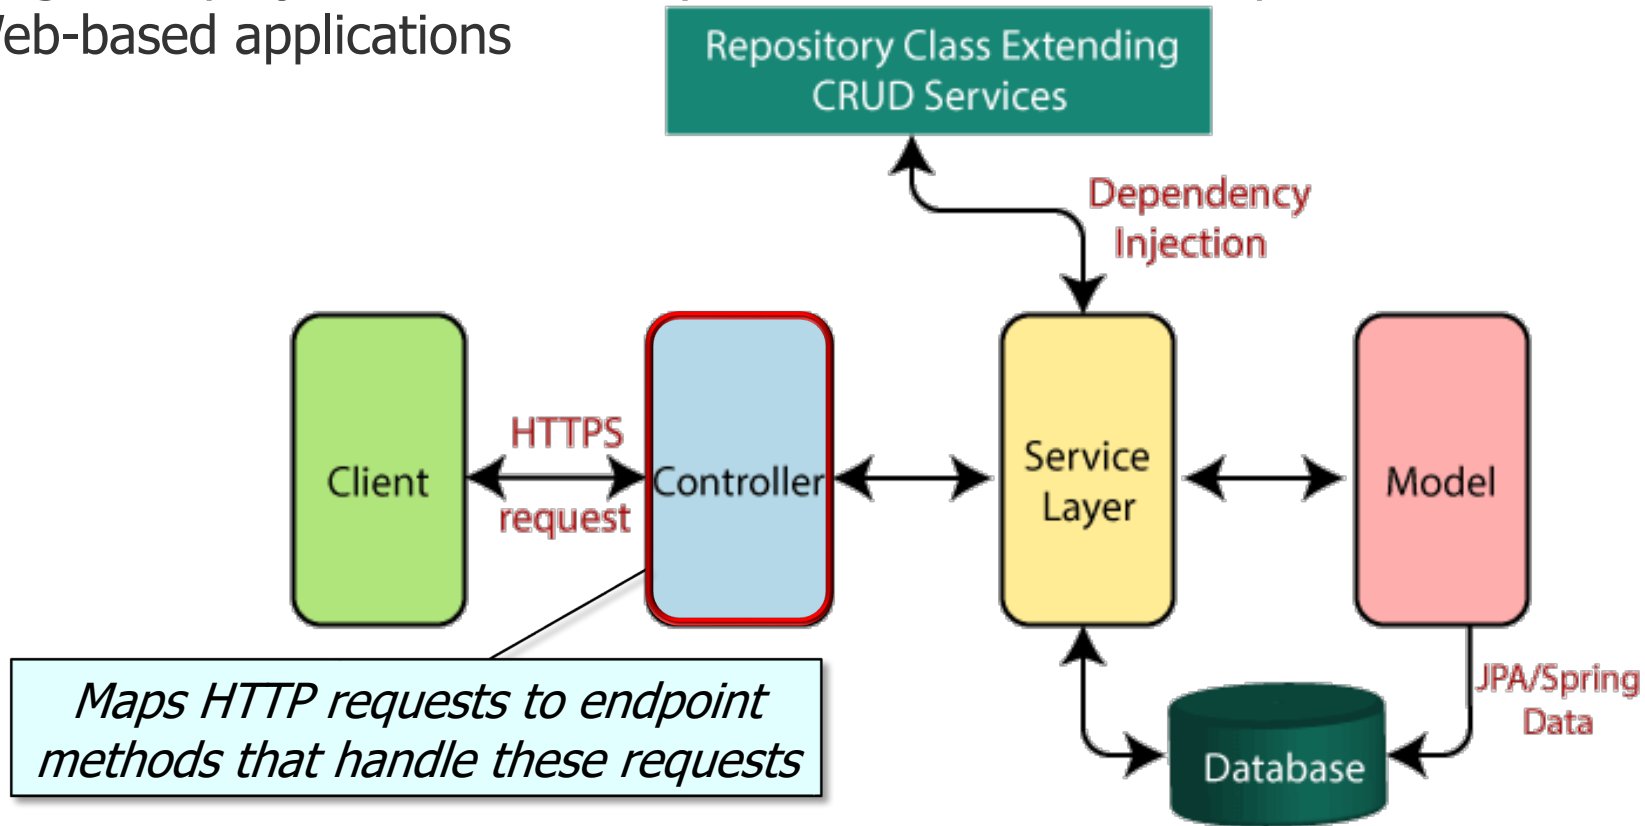 Web-based applications
Repository Class Extending
CRUD Services
Dependency
Injection
HTTPS
request
Client
Controller
Service
Layer
Model
JPA/Spring
Data
Database
Maps HTTP requests to endpoint
methods that handle these requests